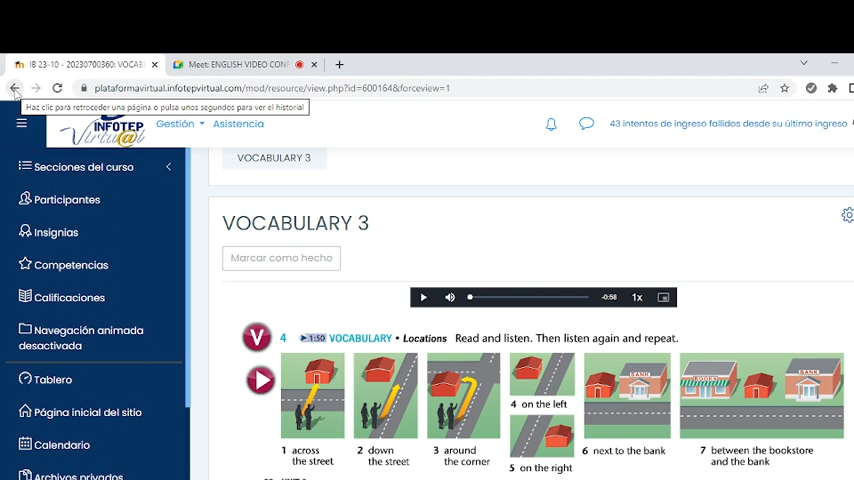 IB 23-10 - 20230700360: VOCAB
Meet: ENGLISH VIDEO CONF
plataformavirtual.infotepvirtual.com/mod/resource/view.php?id=600164&forceview=1
Haz clic para retroceder una página o pulsa unos segundos para ver el historial
INFOTEP
Virtu@l
Gestión
Asistencia
43 intentos de ingreso fallidos desde su último ingreso
VOCABULARY 3
Secciones del curso
Participantes
Insignias
Competencias
Calificaciones
Navegación animada
desactivada
Tablero
Página inicial del sitio
Calendario
Archivos privados
VOCABULARY 3
Marcar como hecho
-0:58
1x
V
4 1:50 VOCABULARY • Locations Read and listen. Then listen again and repeat.
BANK
BOOKS
BANK
1 across
the street
2 down
the street
3 around
the corner
4 on the left
5 on the right
6 next to the bank
7 between the bookstore
and the bank